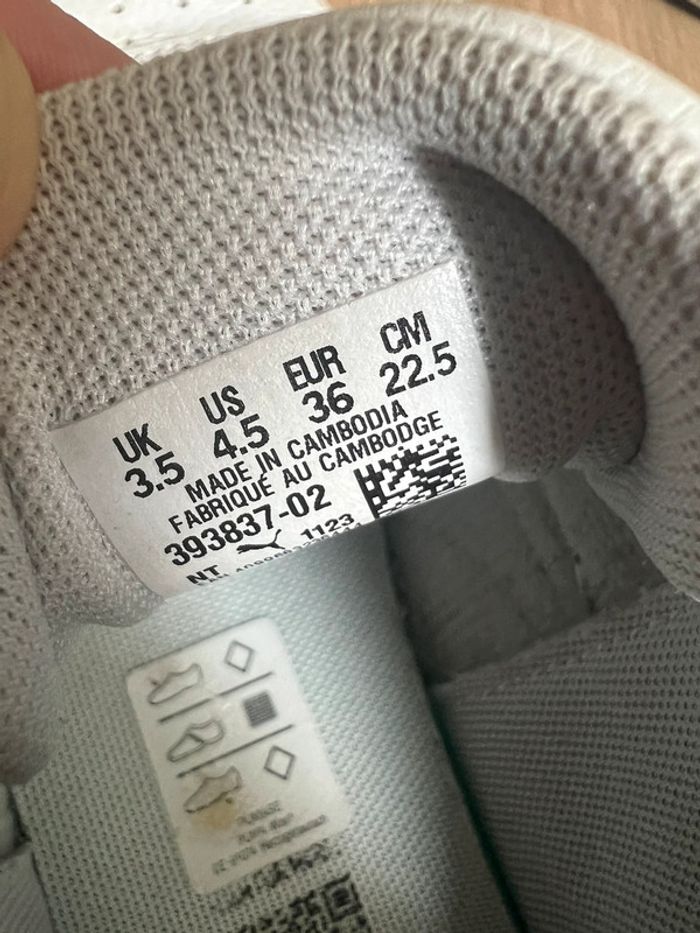 UK US EUR CM
3.5 4.5 36 22.5
MADE IN CAMBODIA
FABRIQUÉ AU CAMBODGE
393837-02
NT 1123